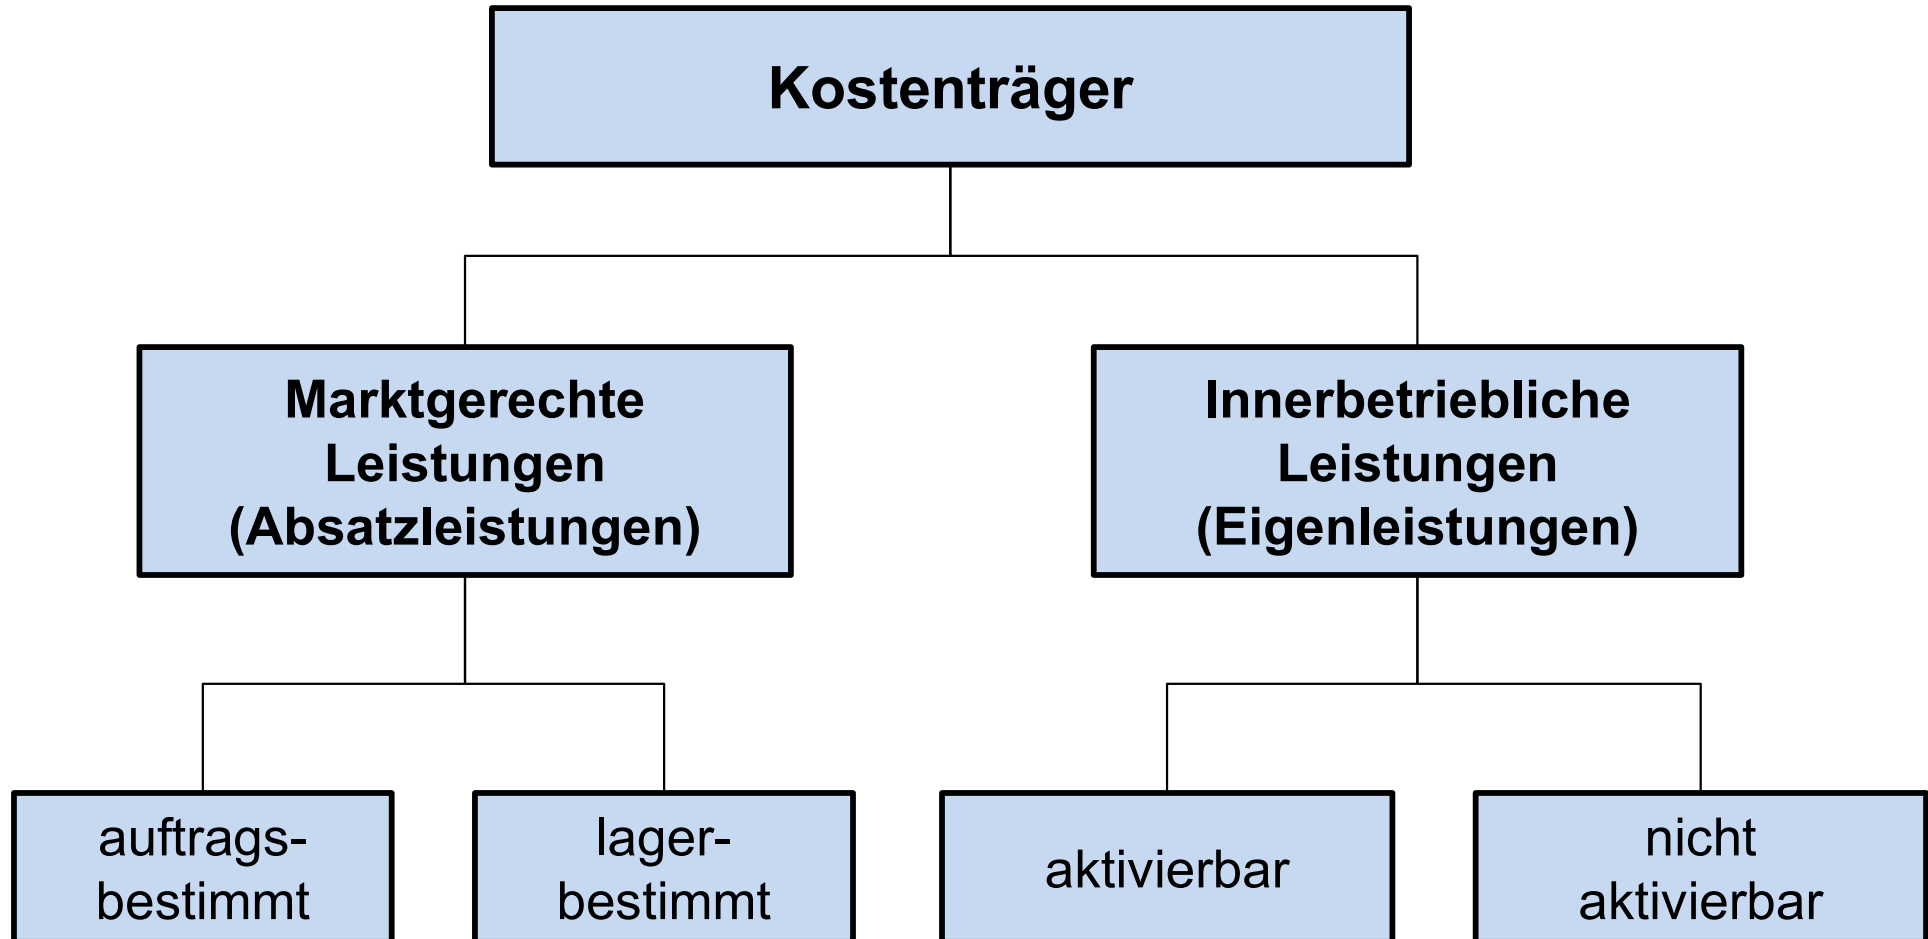 Kostenträger
Marktgerechte
Leistungen
(Absatzleistungen)
Innerbetriebliche
Leistungen
(Eigenleistungen)
auftrags-
bestimmt
lager-
bestimmt
aktivierbar
nicht
aktivierbar